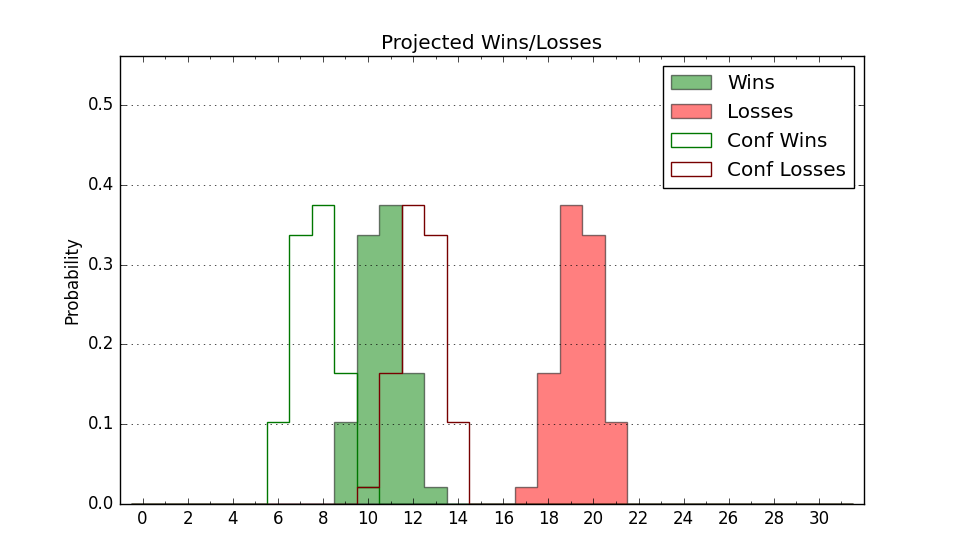 Projected Wins/Losses
Wins
Losses
Conf Wins
Conf Losses
Probability
0.5
0.4
0.3
0.2
0.1
0.0
0 2 4 6 8 10 12 14 16 18 20 22 24 26 28 30